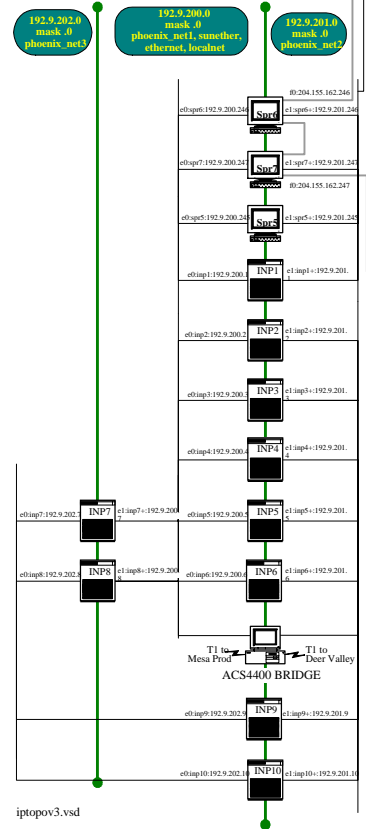 192.9.202.0
mask .0
phoenix_net3
192.9.200.0
mask .0
phoenix_net1, sunether,
ethernet, localnet
192.9.201.0
mask .0
phoenix_net2
f0:204.155.162.246
e0:spr6:192.9.200.246
Spr6
e1:spr6+:192.9.201.246
e0:spr7:192.9.200.247
Spr7
e1:spr7+:192.9.201.247
f0:204.155.162.247
e0:spr5:192.9.200.245
Spr5
e1:spr5+:192.9.201.245
e0:inp1:192.9.200.1
INP1
e1:inp1+:192.9.201.
1
e0:inp2:192.9.200.2
INP2
e1:inp2+:192.9.201.
2
e0:inp3:192.9.200.3
INP3
e1:inp3+:192.9.201.
3
e0:inp4:192.9.200.4
INP4
e1:inp4+:192.9.201.
4
e0:inp7:192.9.202.7
INP7
e1:inp7+:192.9.200
7
e0:inp5:192.9.200.5
INP5
e1:inp5+:192.9.201.
5
e0:inp8:192.9.202.8
INP8
e1:inp8+:192.9.200
8
e0:inp6:192.9.200.6
INP6
e1:inp6+:192.9.201.
6
T1 to
Mesa Prod
T1 to
Deer Valley
ACS4400 BRIDGE
e0:inp9:192.9.202.9
INP9
e1:inp9+:192.9.201.9
e0:inp10:192.9.202.10
INP10
e1:inp10+:192.9.201.10
iptopov3.vsd